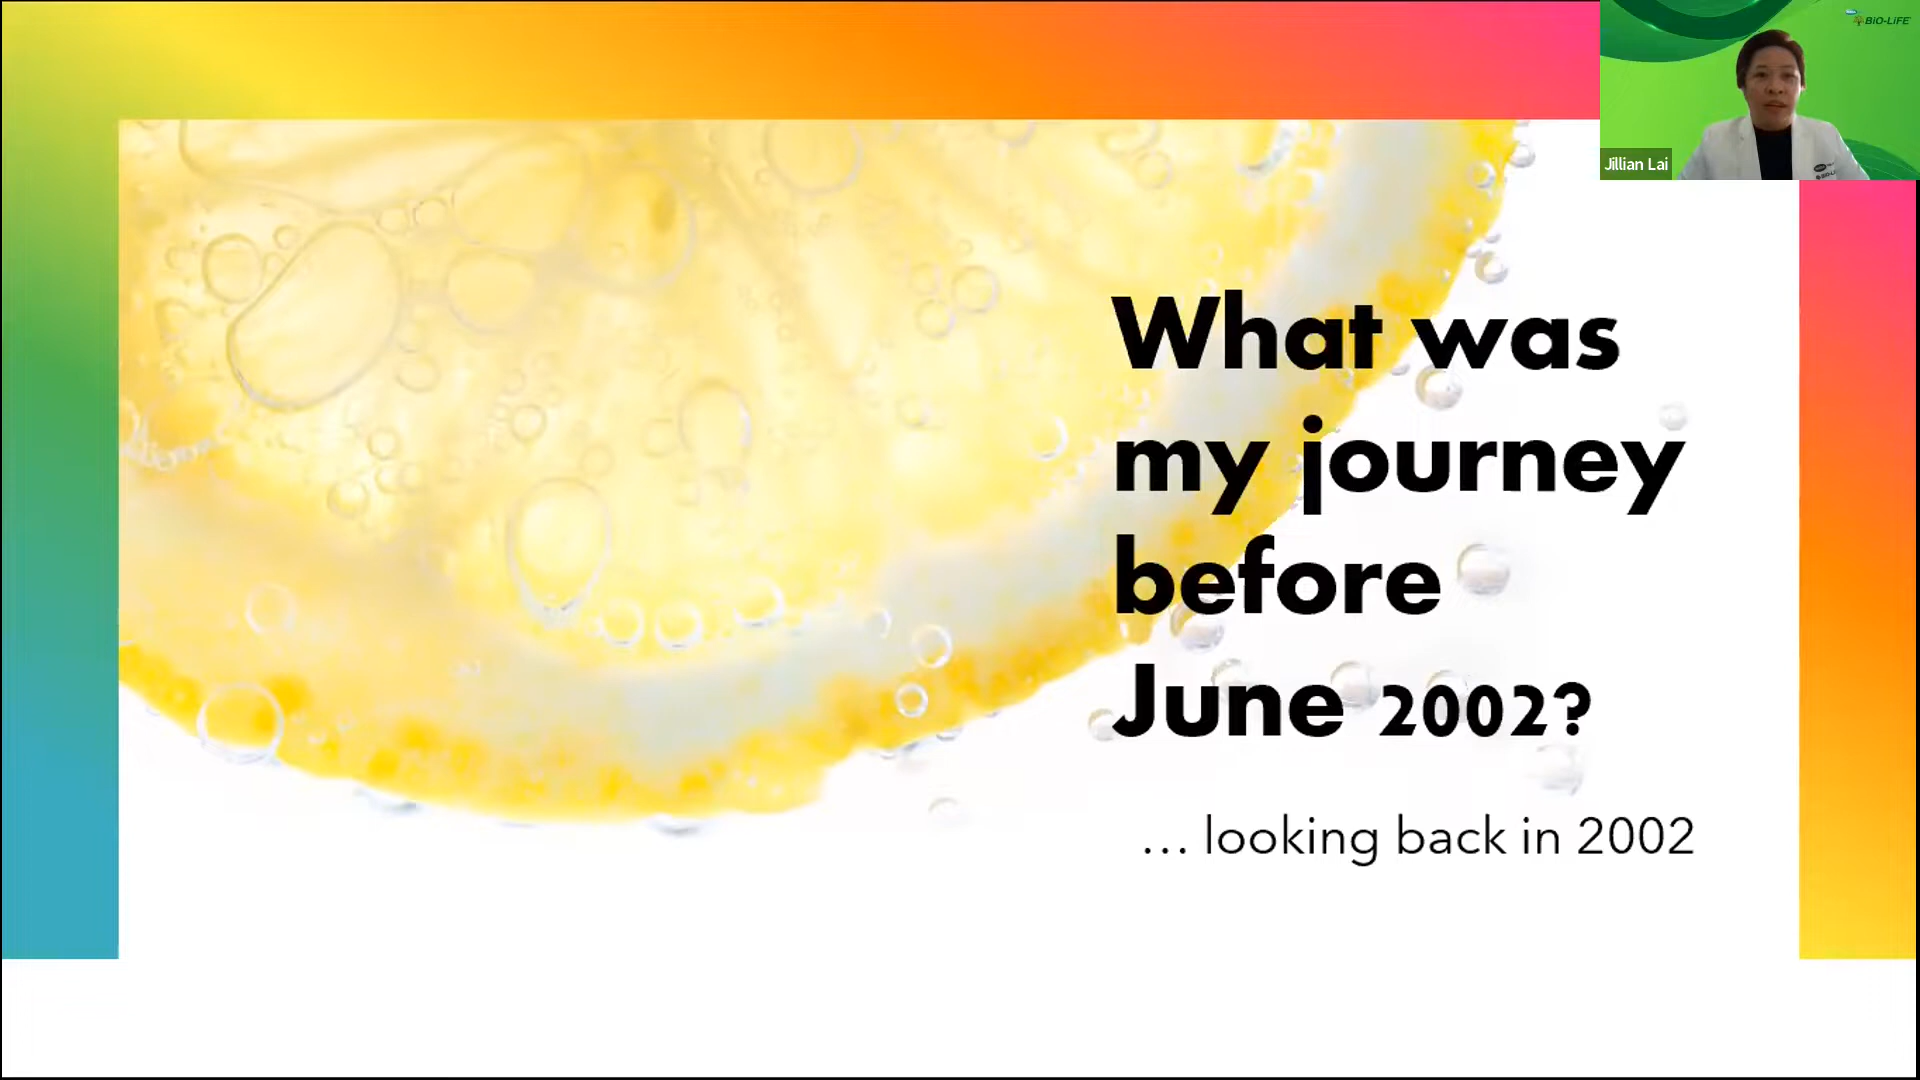 BiO-LiFE
Jillian Lai
What was
my journey
before
June 2002?
... looking back in 2002